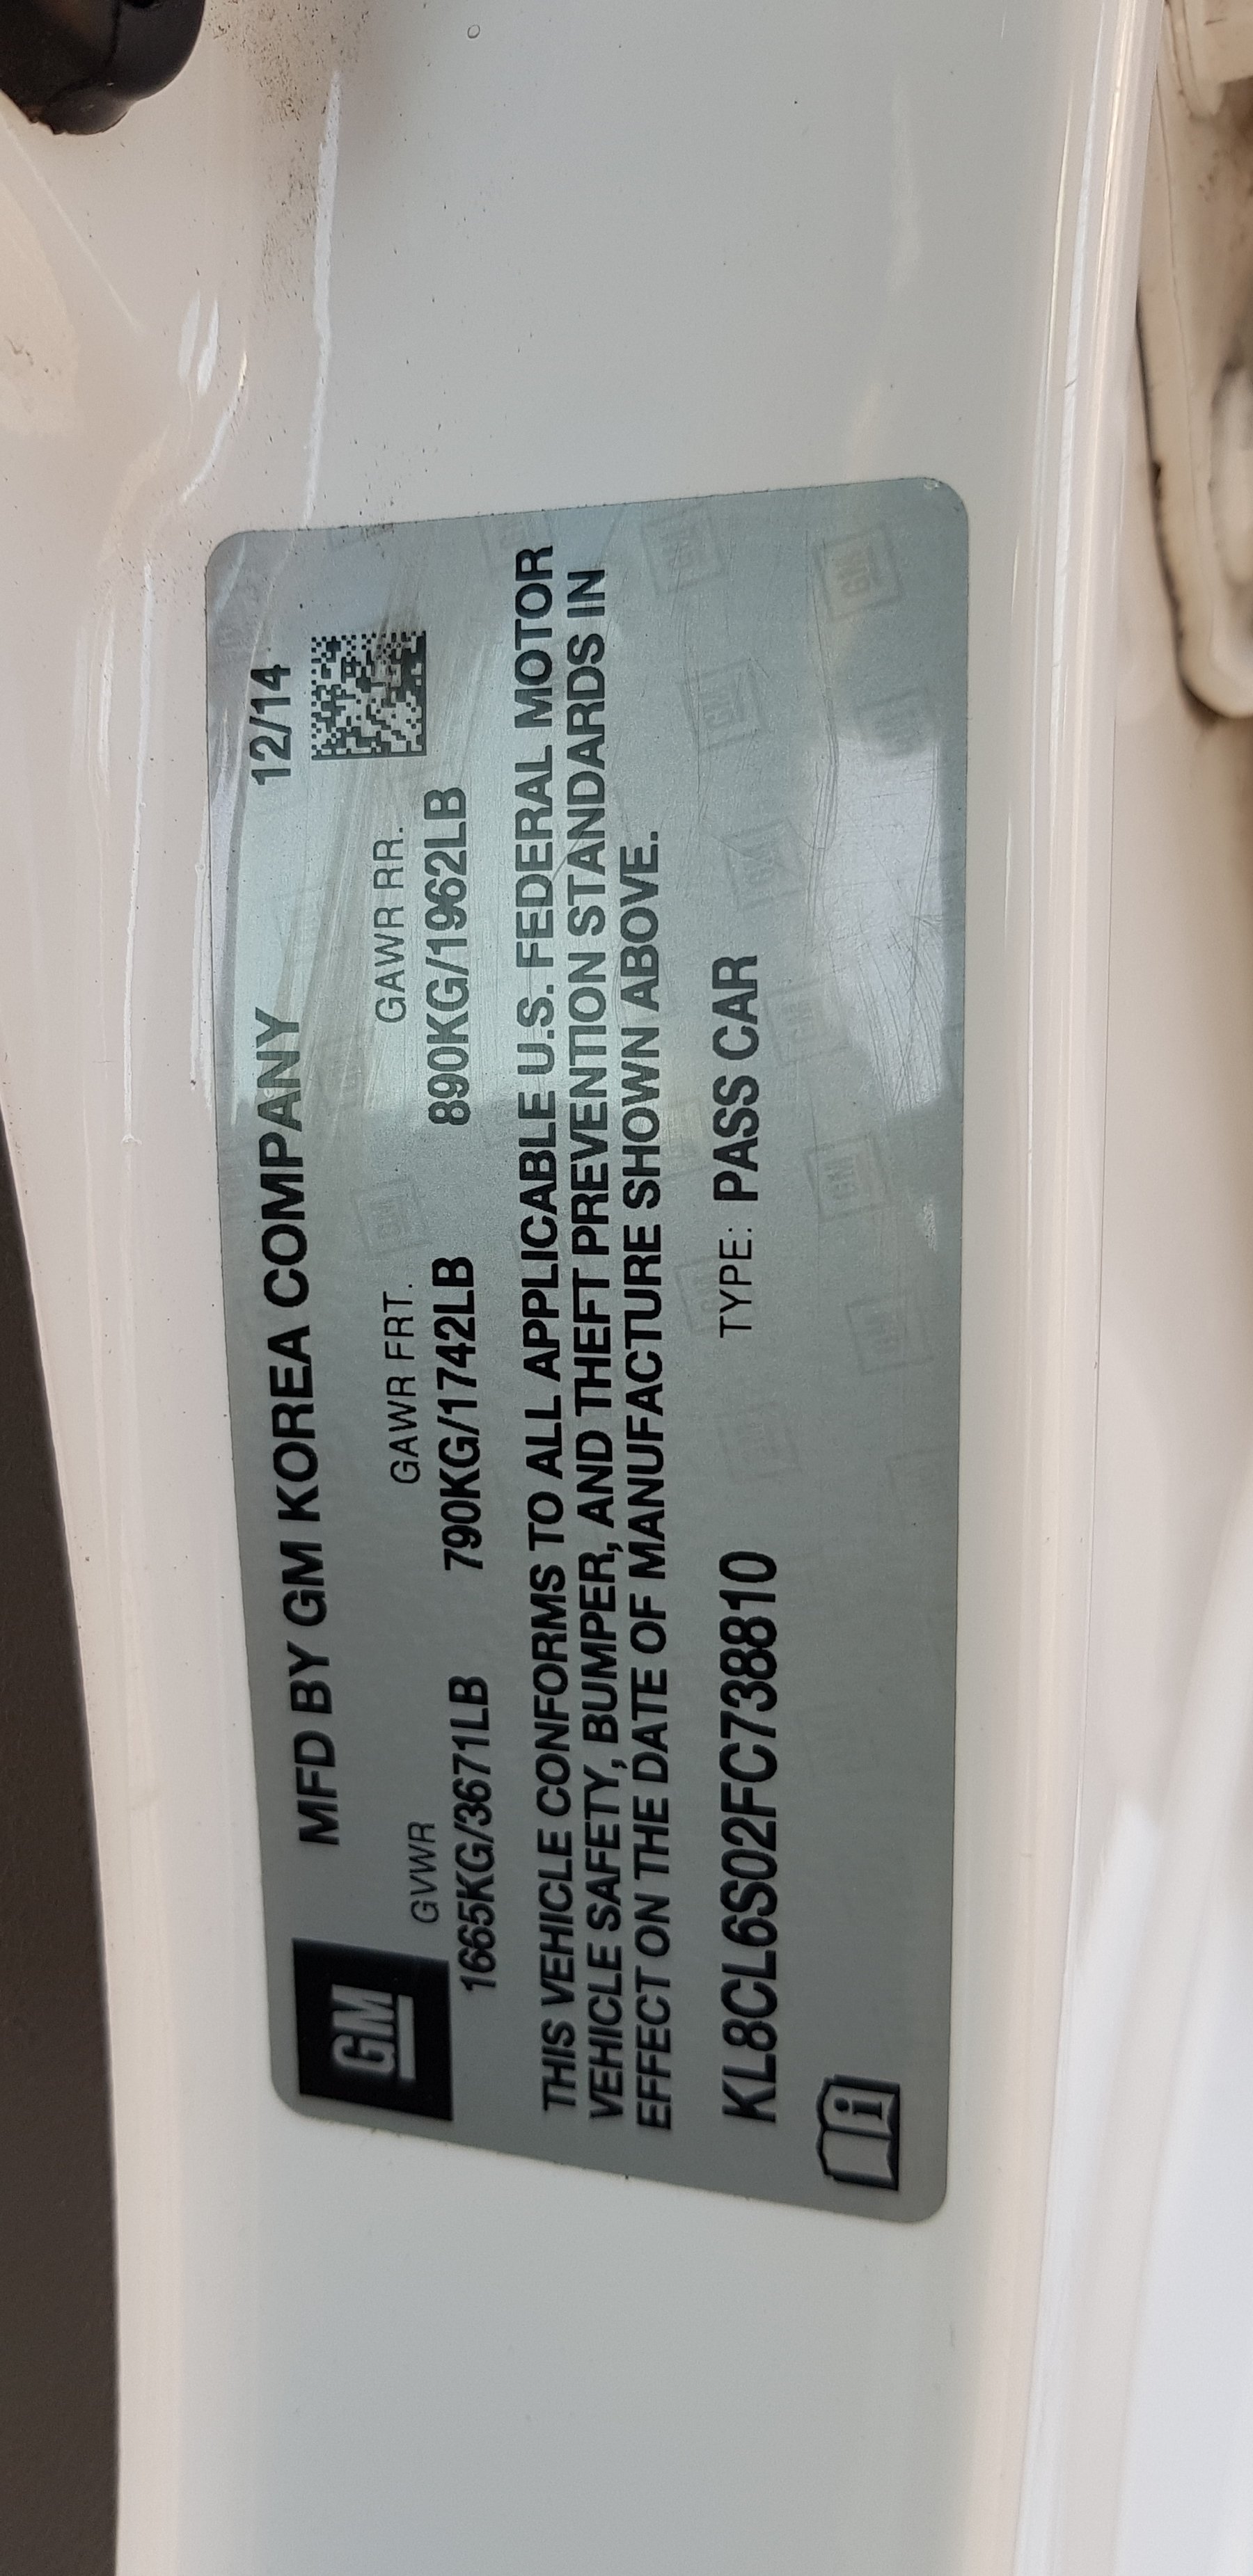 GM
MFD BY GM KOREA COMPANY 12/14
GVWR GAWR FRT. GAWR RR.
1665KG/3671LB 790KG/1742LB 890KG/1962LB
THIS VEHICLE CONFORMS TO ALL APPLICABLE U.S. FEDERAL MOTOR
VEHICLE SAFETY, BUMPER, AND THEFT PREVENTION STANDARDS IN
EFFECT ON THE DATE OF MANUFACTURE SHOWN ABOVE.
KL8CL6S02FC738810 TYPE: PASS CAR
i